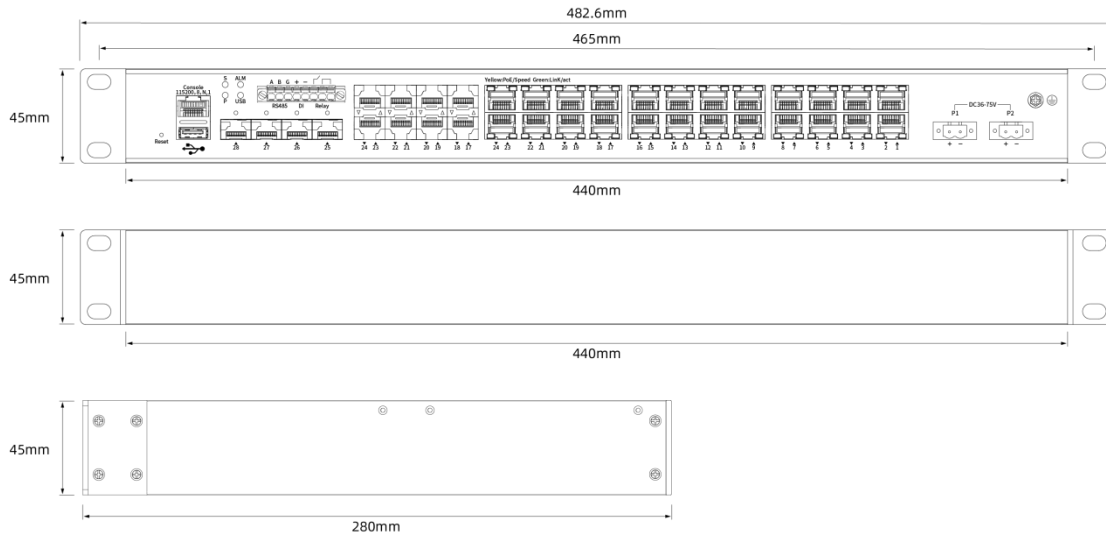 482.6mm
465mm
45mm
Console
115200,8,N,1
S ALM
P USB
A B G + −
RS485 DI Relay
Yellow:PoE/Speed Green:LinK/act
DC36-75V
P1 P2
+ − + −
Reset
28 27 26 25
24 23 22 21 20 19 18 17
24 23 22 21 20 19 18 17
16 15 14 13 12 11 10 9
8 7 6 5 4 3 2 1
440mm
45mm
440mm
45mm
280mm